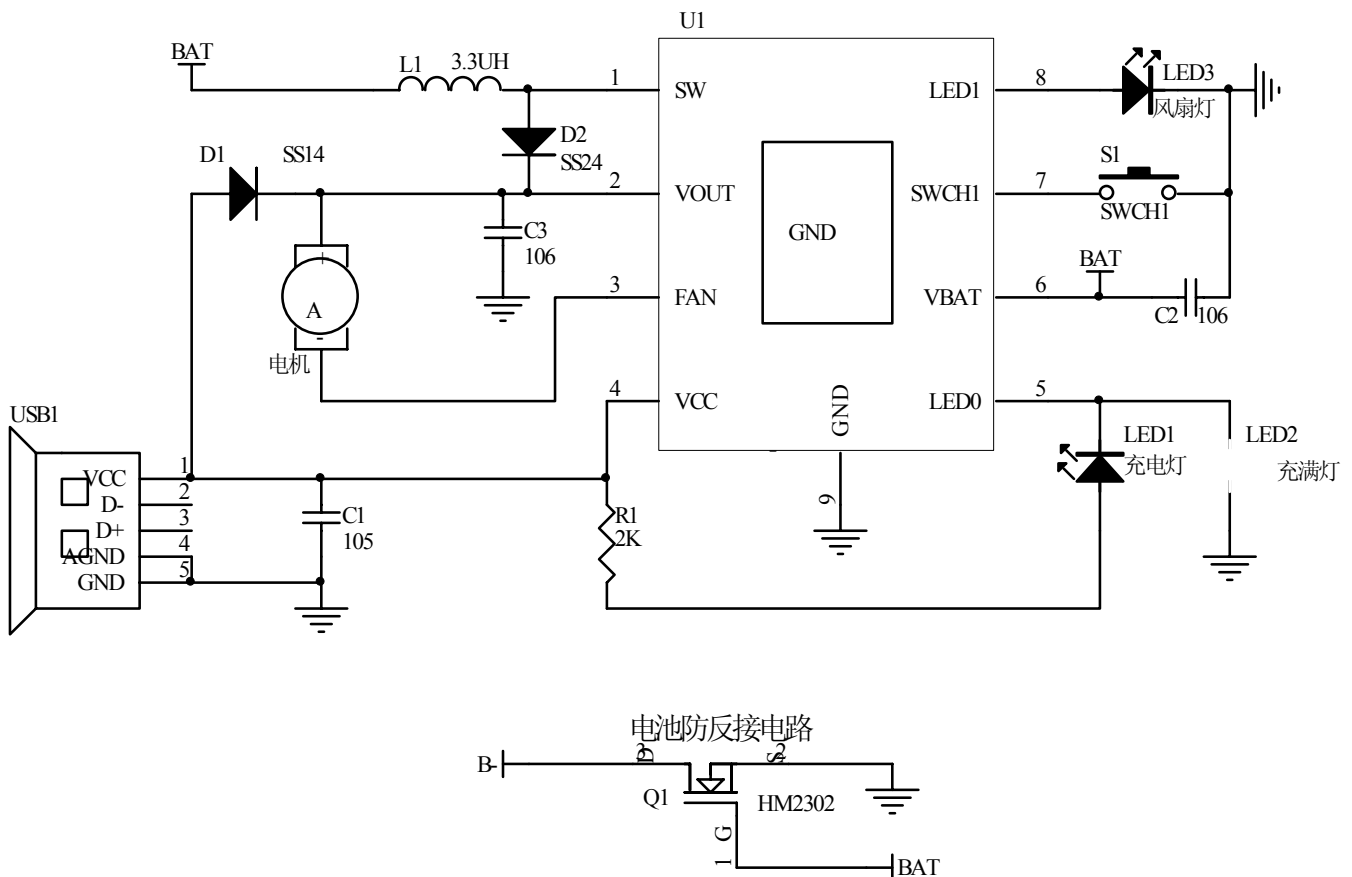 U1
BAT
L1 3.3UH
1 SW
LED1 8
LED3
风扇灯
D2
SS24
D1 SS14
2 VOUT
SWCH1 7
S1
SWCH1
GND
C3
106
BAT
3 FAN
VBAT 6
C2 106
+
A
-
电机
4 VCC
GND
LED0 5
USB1
LED1
充电灯
LED2
充满灯
VCC 1
D- 2
D+ 3
AGND 4
GND 5
C1
105
R1
2K
9
电池防反接电路
B-
3 D
S 2
Q1
HM2302
G
1
BAT